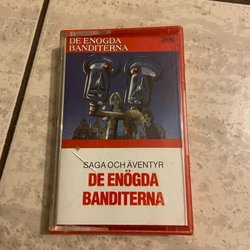 DE ENÖGDA
BANDITERNA
SAGA OCH ÄVENTYR
DE ENÖGDA
BANDITERNA